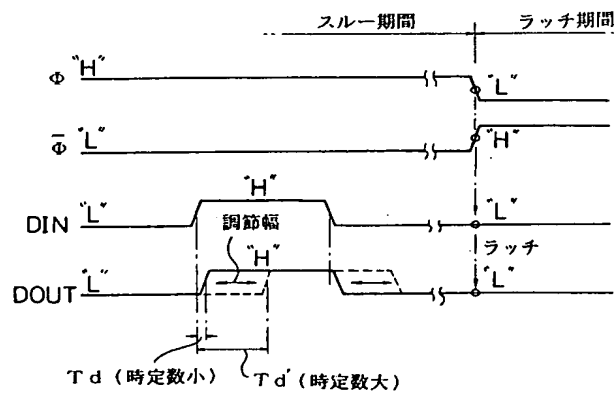 スルー期間 ラッチ期間
Φ "H" "L"
Φ̄ "L" "H"
DIN "L" "H" "L"
調節幅 ラッチ
DOUT "L" "H" "L"
Td (時定数小) Td' (時定数大)